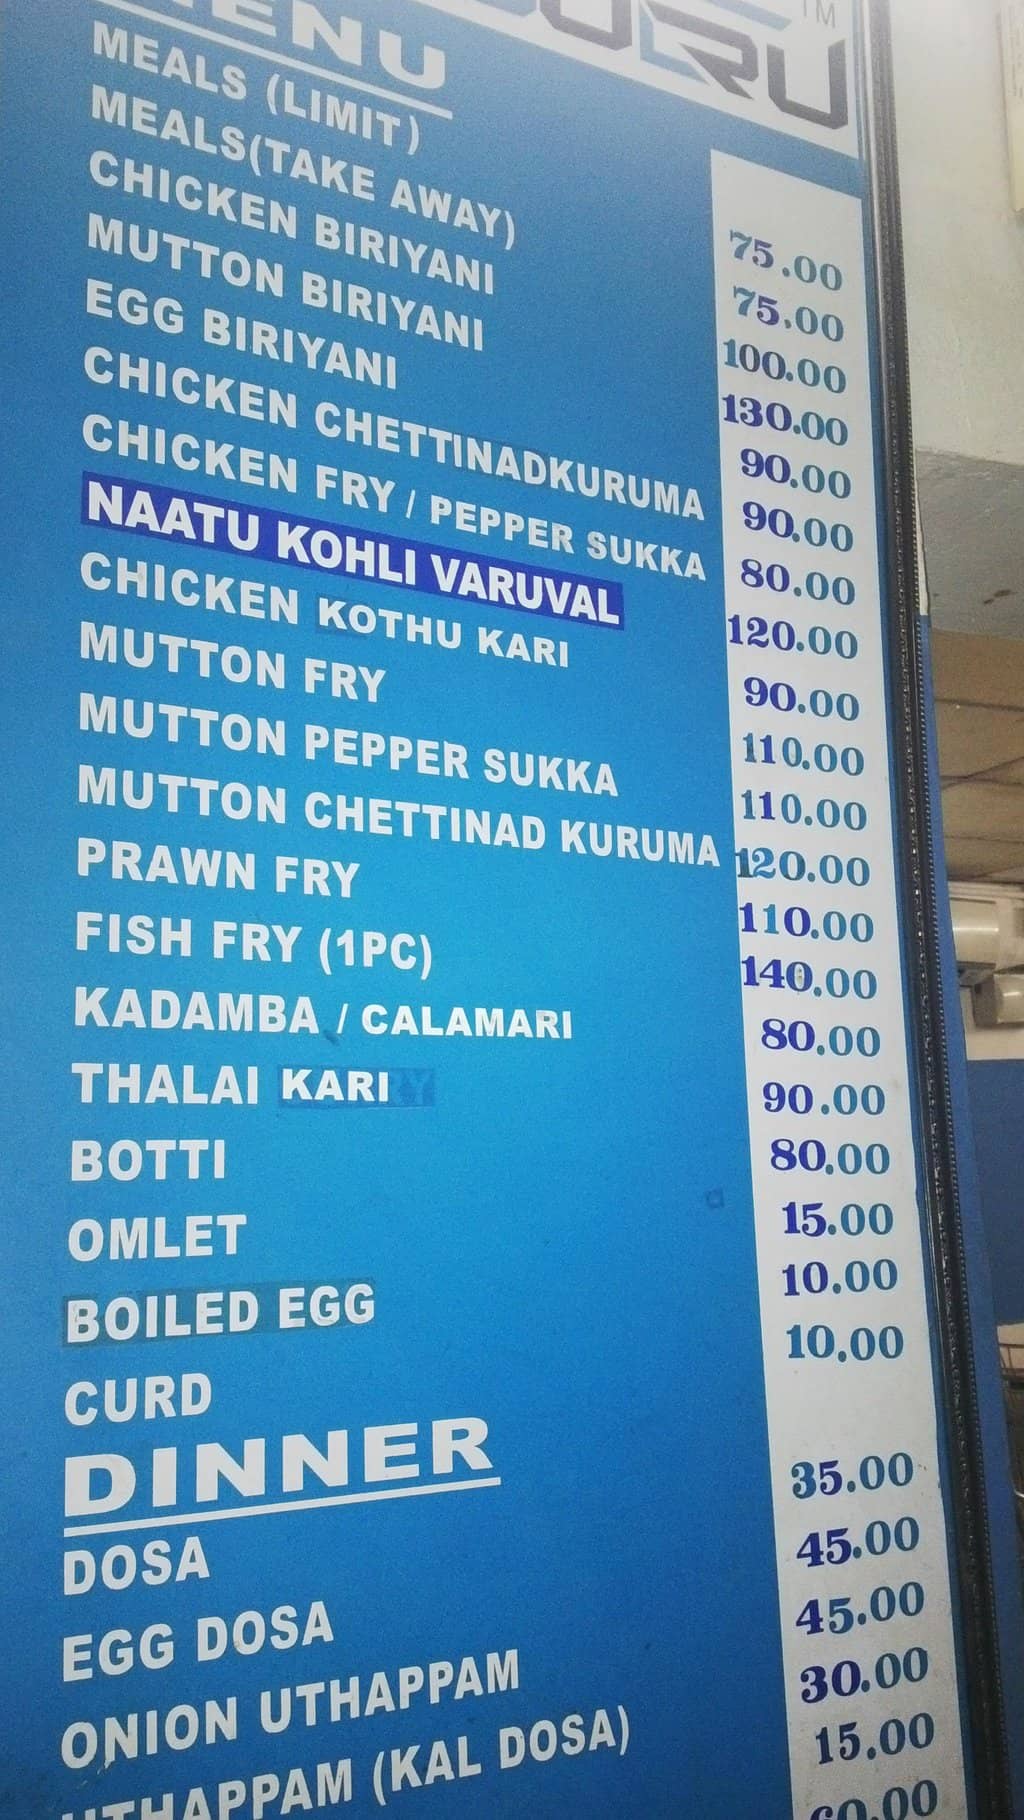 TM
MENU
MEALS (LIMIT) 75.00
MEALS(TAKE AWAY) 75.00
CHICKEN BIRIYANI 100.00
MUTTON BIRIYANI 130.00
EGG BIRIYANI 90.00
CHICKEN CHETTINADKURUMA 90.00
CHICKEN FRY / PEPPER SUKKA 80.00
NAATU KOHLI VARUVAL 120.00
CHICKEN KOTHU KARI 90.00
MUTTON FRY 110.00
MUTTON PEPPER SUKKA 110.00
MUTTON CHETTINAD KURUMA 120.00
PRAWN FRY 110.00
FISH FRY (1PC) 140.00
KADAMBA / CALAMARI 80.00
THALAI KARI 90.00
BOTTI 80.00
OMLET 15.00
BOILED EGG 10.00
CURD 10.00
DINNER
DOSA 35.00
EGG DOSA 45.00
ONION UTHAPPAM 45.00
UTHAPPAM (KAL DOSA) 30.00
15.00
60.00